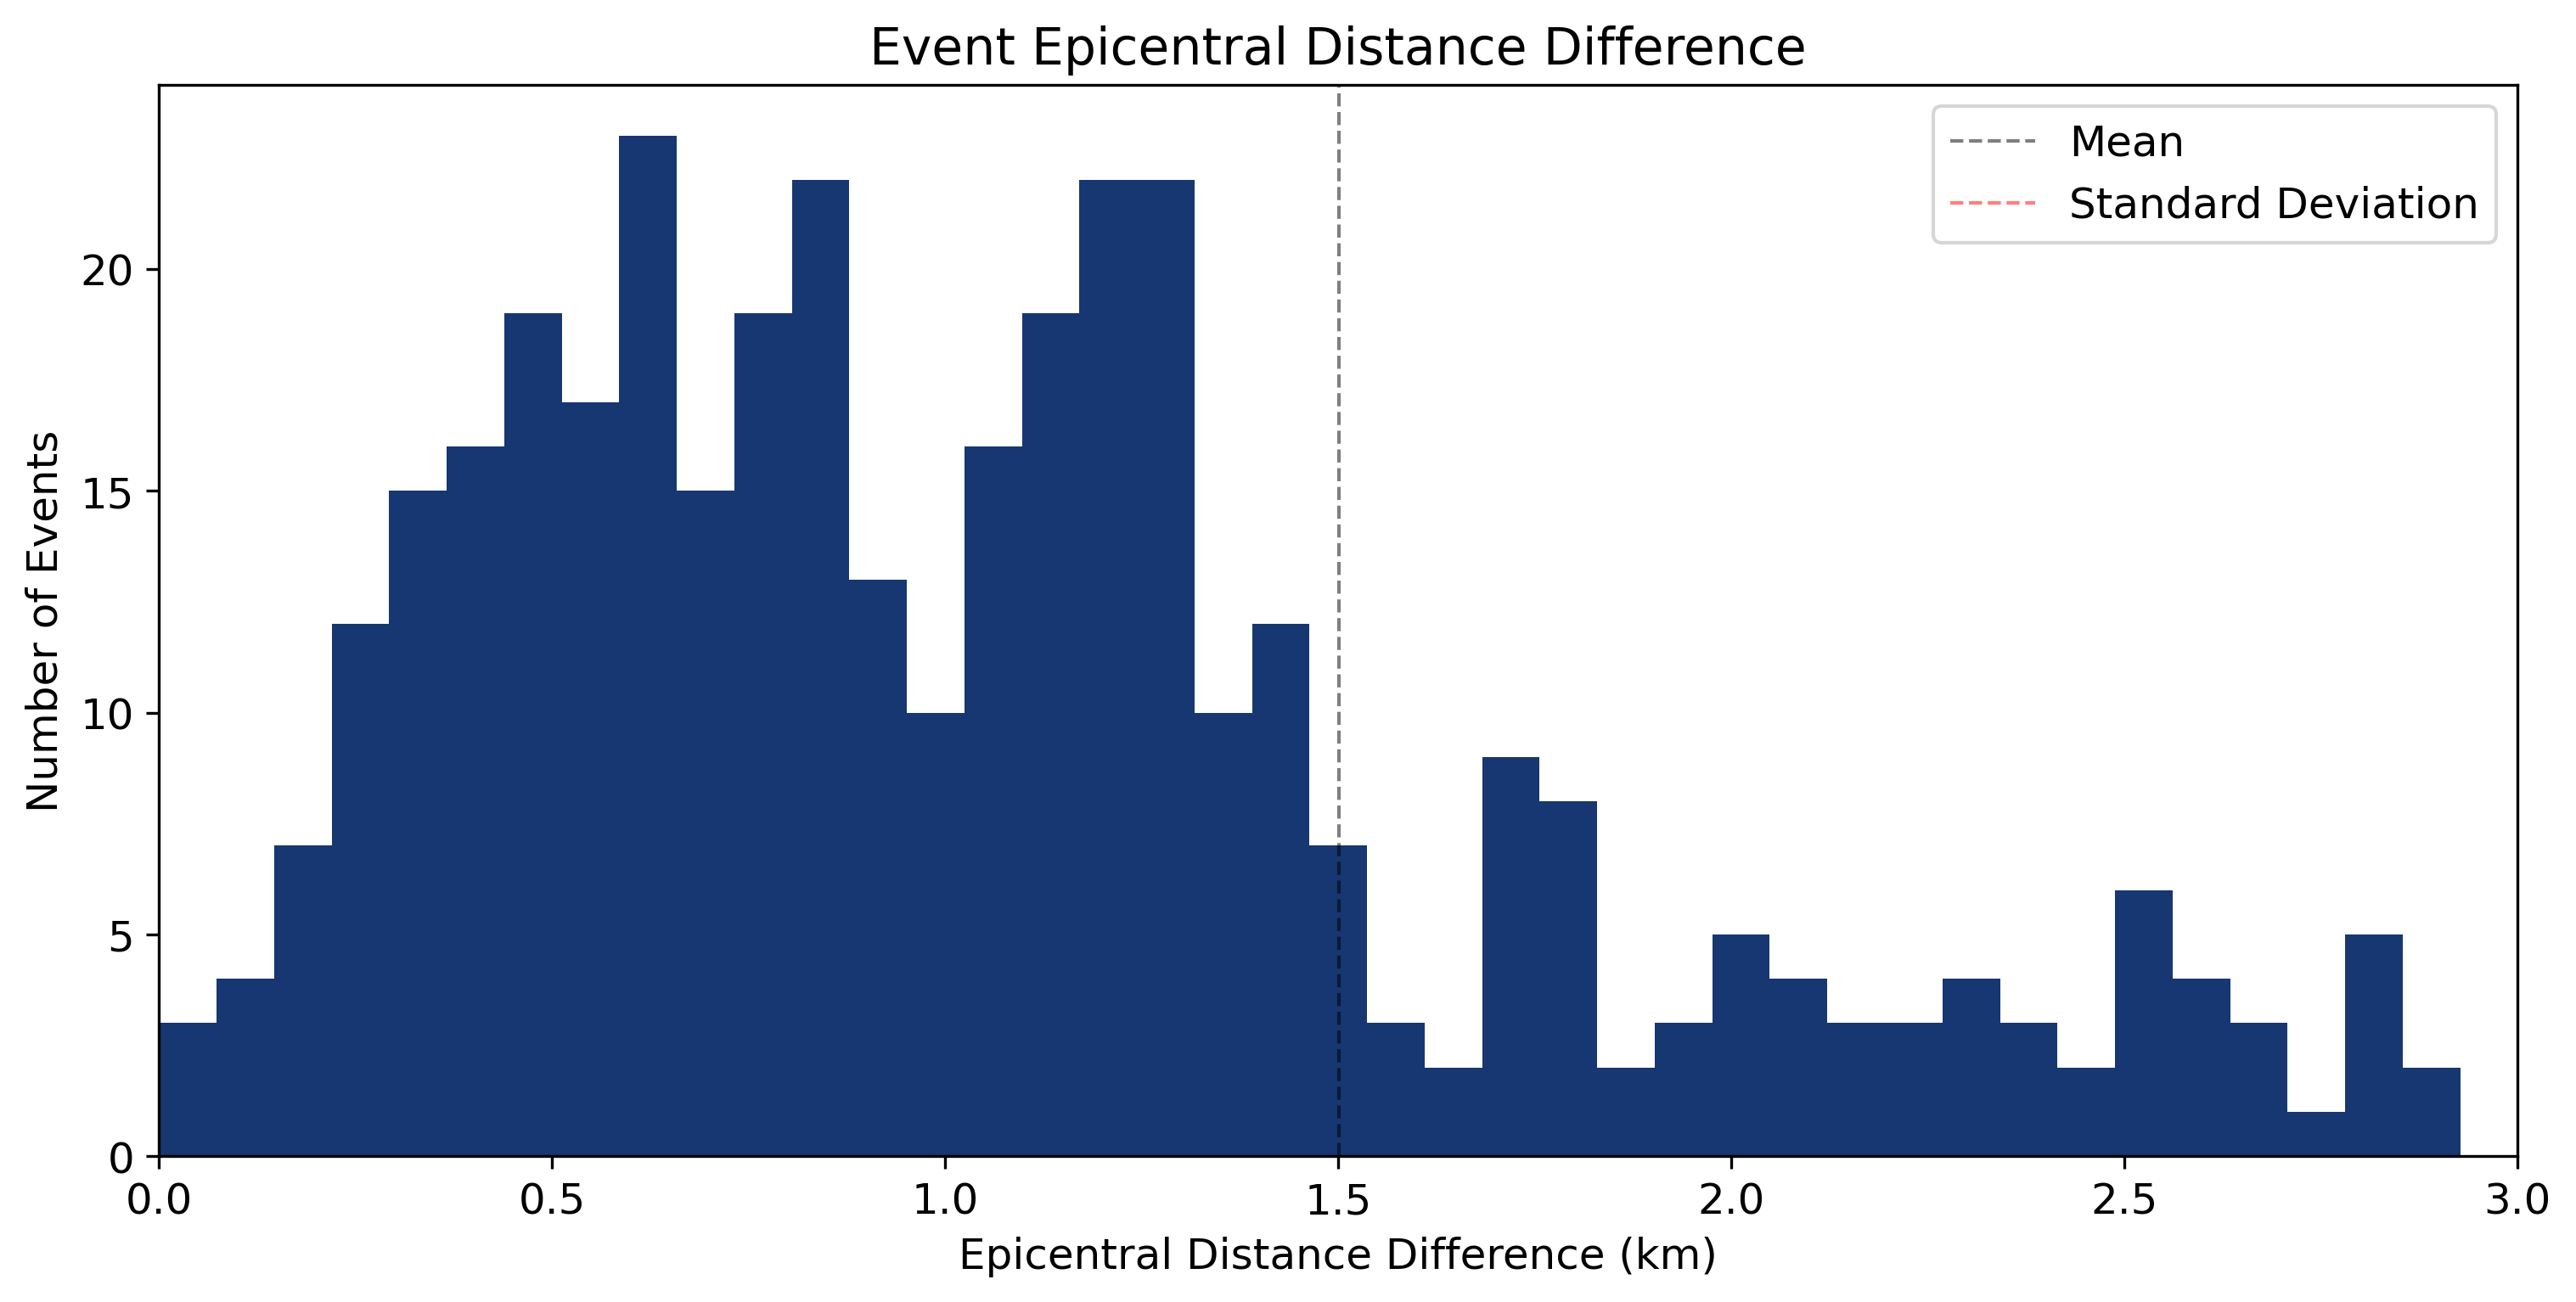 Event Epicentral Distance Difference
Mean
Standard Deviation
Number of Events
20
15
10
5
0
0.0 0.5 1.0 1.5 2.0 2.5 3.0
Epicentral Distance Difference (km)